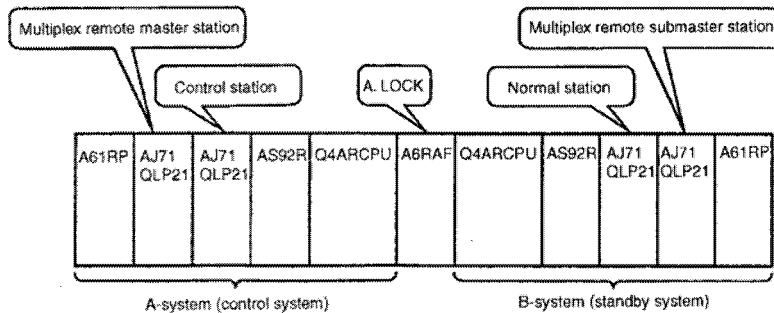 Multiplex remote master station
Multiplex remote submaster station
Control station
A. LOCK
Normal station
A61RP
AJ71
QLP21
AJ71
QLP21
AS92R
Q4ARCPU
A6RAF
Q4ARCPU
AS92R
AJ71
QLP21
AJ71
QLP21
A61RP
A-system (control system)
B-system (standby system)